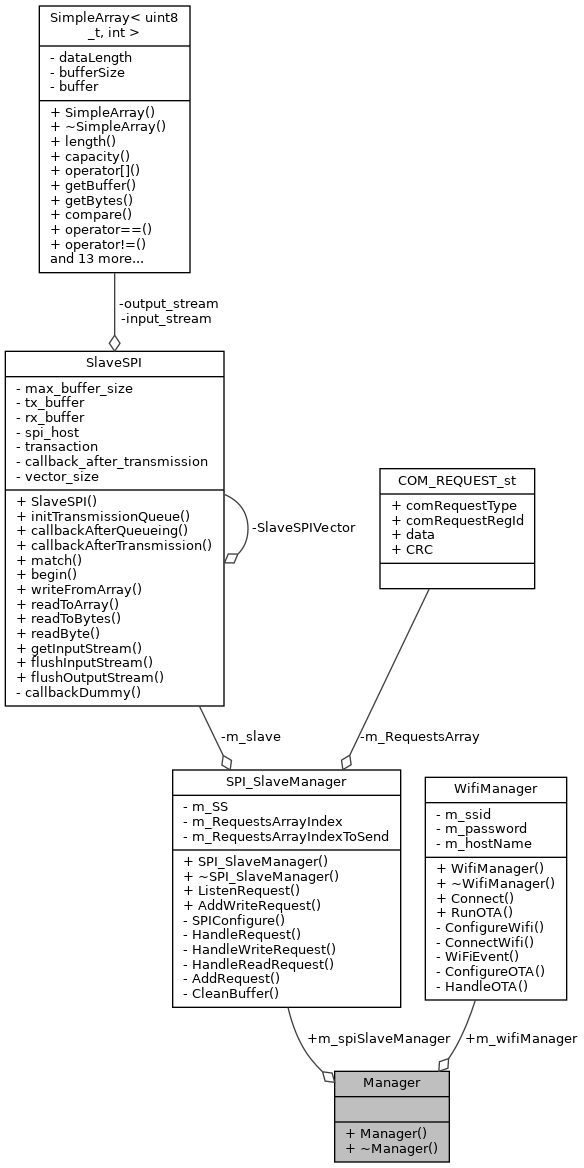 SimpleArray< uint8
_t, int >
- dataLength
- bufferSize
- buffer
+ SimpleArray()
+ ~SimpleArray()
+ length()
+ capacity()
+ operator[]()
+ getBuffer()
+ getBytes()
+ compare()
+ operator==()
+ operator!=()
and 13 more...
-output_stream
-input_stream
SlaveSPI
- max_buffer_size
- tx_buffer
- rx_buffer
- spi_host
- transaction
- callback_after_transmission
- vector_size
+ SlaveSPI()
+ initTransmissionQueue()
+ callbackAfterQueueing()
+ callbackAfterTransmission()
+ match()
+ begin()
+ writeFromArray()
+ readToArray()
+ readToBytes()
+ readByte()
+ getInputStream()
+ flushInputStream()
+ flushOutputStream()
- callbackDummy()
-SlaveSPIVector
COM_REQUEST_st
+ comRequestType
+ comRequestRegId
+ data
+ CRC
-m_slave
-m_RequestsArray
SPI_SlaveManager
- m_SS
- m_RequestsArrayIndex
- m_RequestsArrayIndexToSend
+ SPI_SlaveManager()
+ ~SPI_SlaveManager()
+ ListenRequest()
+ AddWriteRequest()
- SPIConfigure()
- HandleRequest()
- HandleWriteRequest()
- HandleReadRequest()
- AddRequest()
- CleanBuffer()
WifiManager
- m_ssid
- m_password
- m_hostName
+ WifiManager()
+ ~WifiManager()
+ Connect()
+ RunOTA()
- ConfigureWifi()
- ConnectWifi()
- WiFiEvent()
- ConfigureOTA()
- HandleOTA()
+m_spiSlaveManager
+m_wifiManager
Manager
+ Manager()
+ ~Manager()